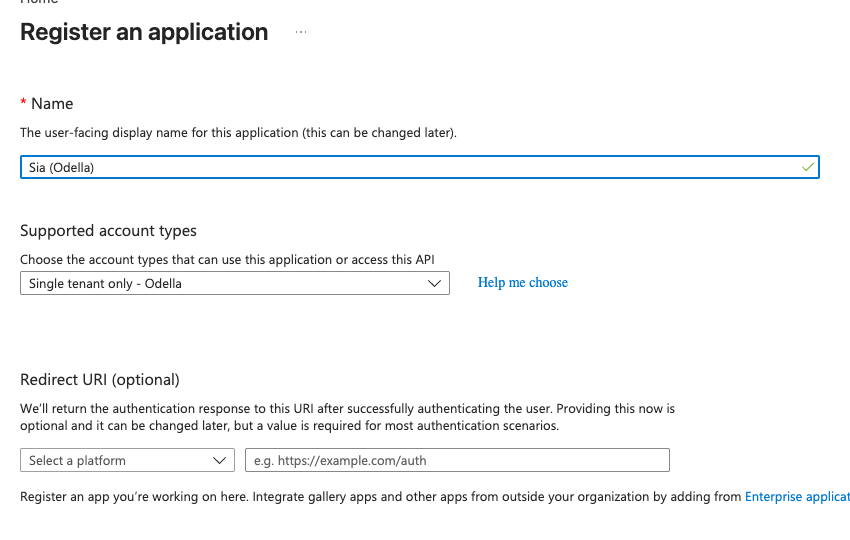 Home
Register an application ...
* Name
The user-facing display name for this application (this can be changed later).
Sia (Odella)
Supported account types
Choose the account types that can use this application or access this API
Single tenant only - Odella
Help me choose
Redirect URI (optional)
We'll return the authentication response to this URI after successfully authenticating the user. Providing this now is
optional and it can be changed later, but a value is required for most authentication scenarios.
Select a platform
e.g. https://example.com/auth
Register an app you're working on here. Integrate gallery apps and other apps from outside your organization by adding from Enterprise applicat